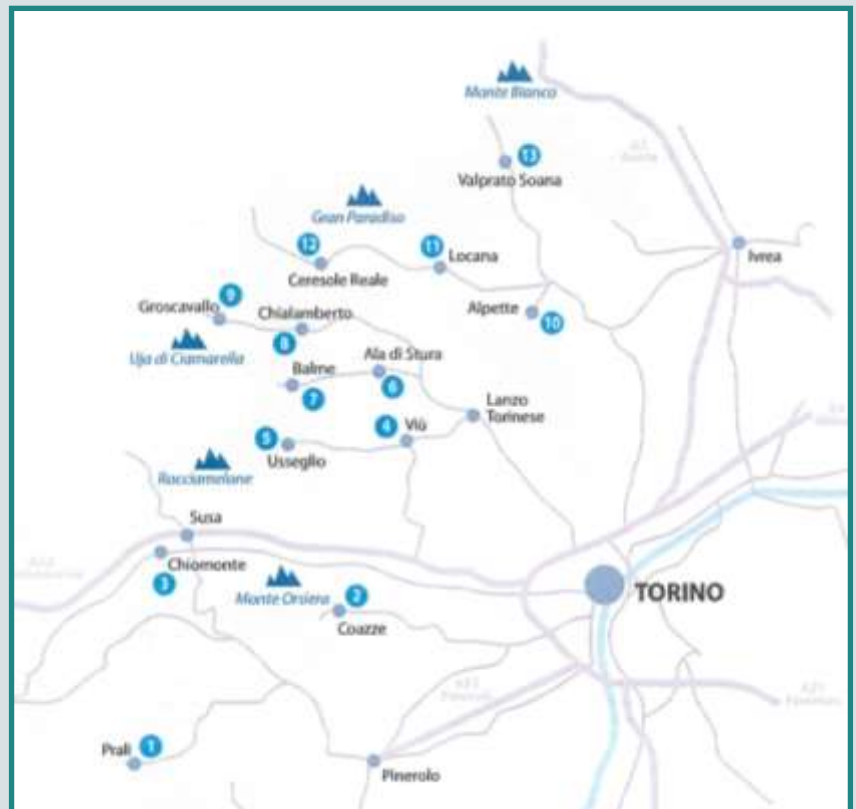 Monte Bianco
13
Valprato Soana
Gran Paradiso
12
Ceresole Reale
11
Locana
Ivrea
9
Groscavallo
Chialamberto
8
Alpette
10
Uja di Ciamarella
Ala di Stura
6
Balme
7
Lanzo
Torinese
4
Viù
5
Usseglio
Rocciamelone
Susa
Chiomonte
3
Monte Orsiera
2
Coazze
TORINO
Prali
1
Pinerolo